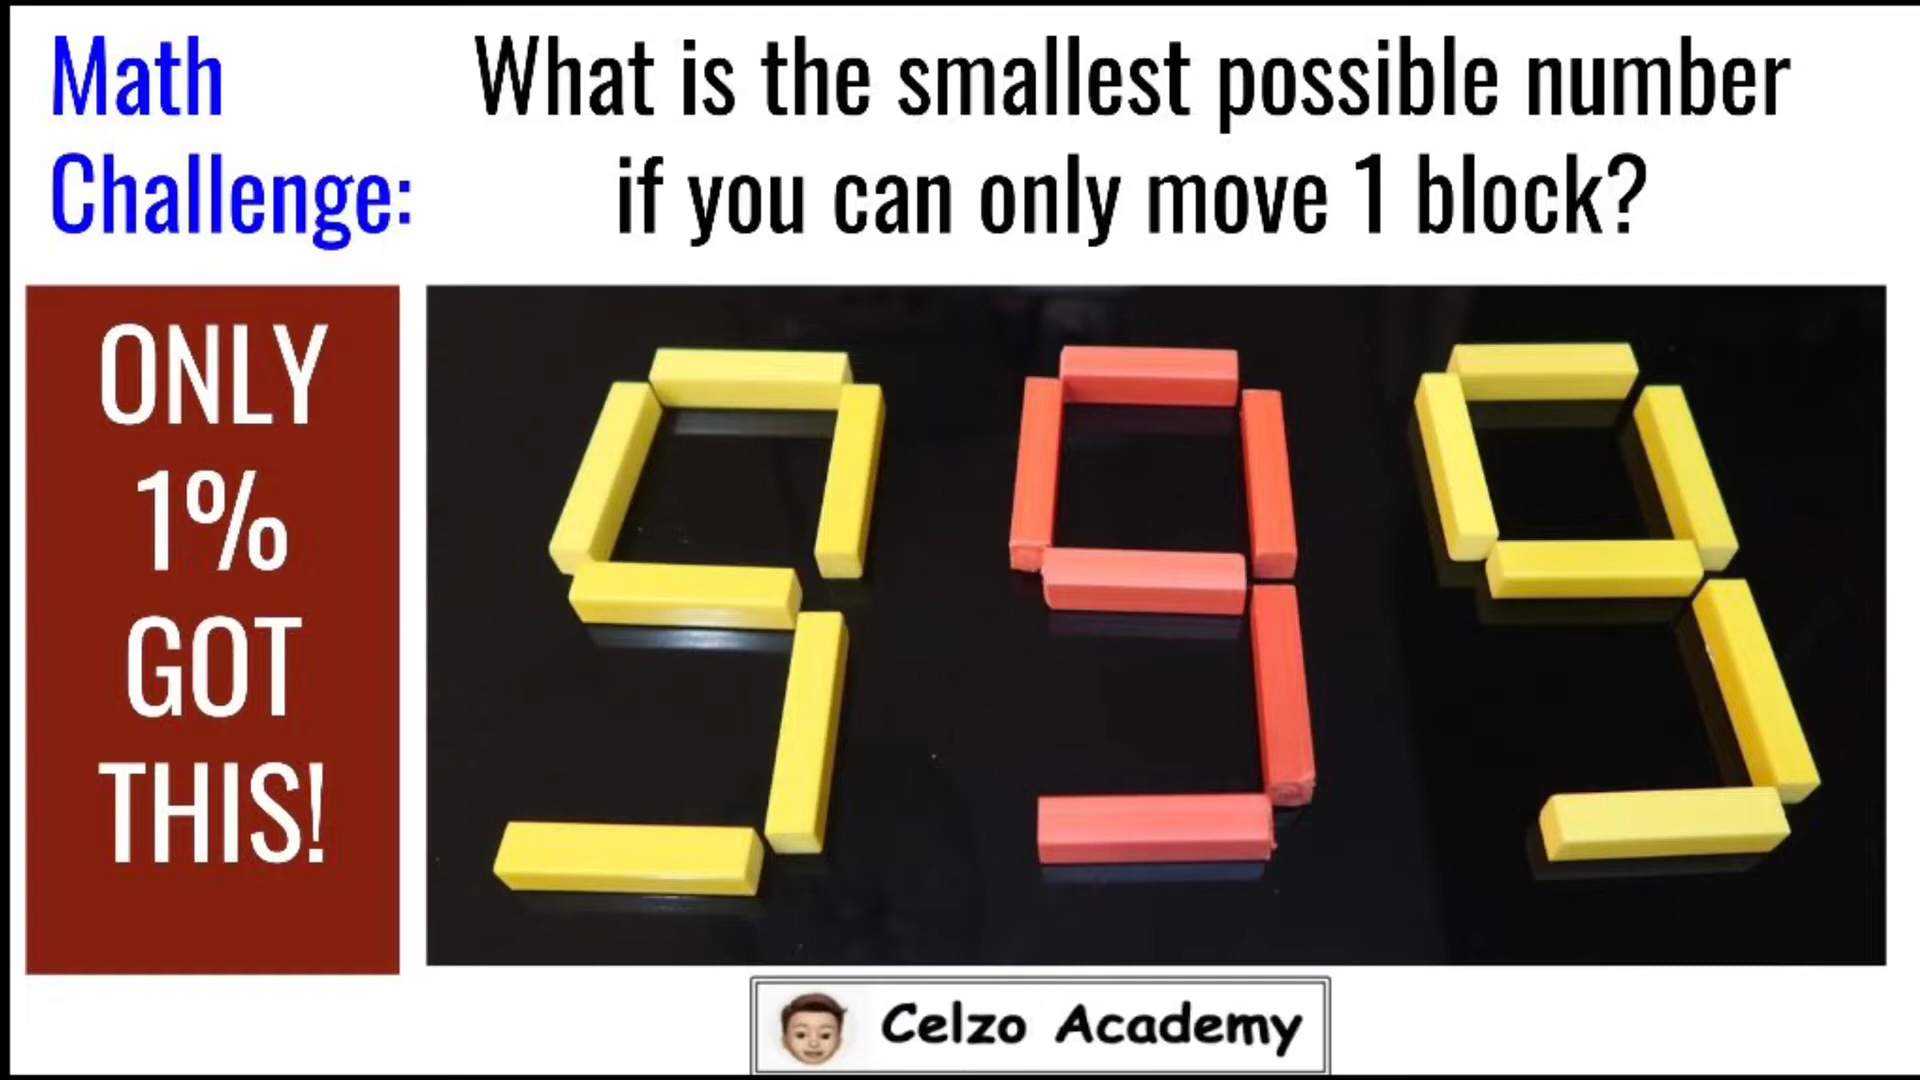 Math
Challenge:
What is the smallest possible number
if you can only move 1 block?
ONLY
1%
GOT
THIS!
999
Celzo Academy